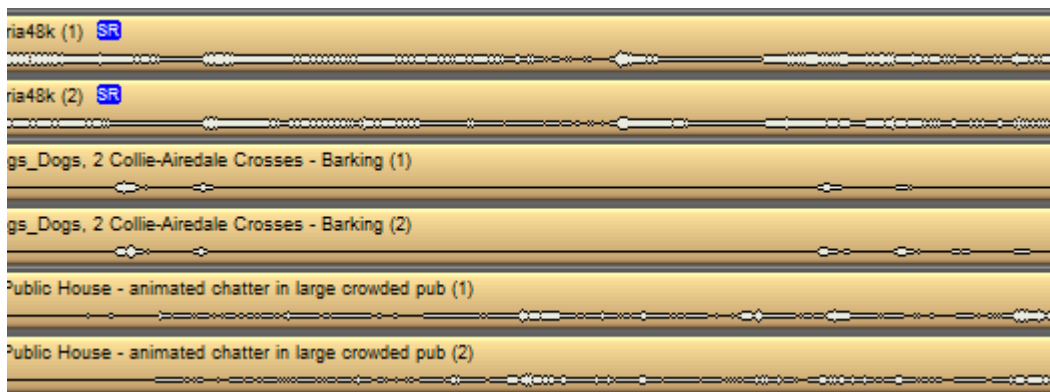 ria48k (1) SR
ria48k (2) SR
gs_Dogs, 2 Collie-Airedale Crosses - Barking (1)
gs_Dogs, 2 Collie-Airedale Crosses - Barking (2)
Public House - animated chatter in large crowded pub (1)
Public House - animated chatter in large crowded pub (2)